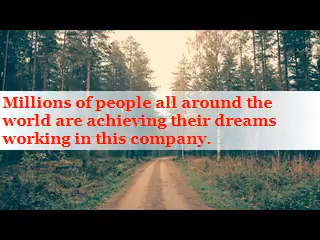 Millions of people all around the
world are achieving their dreams
working in this company.